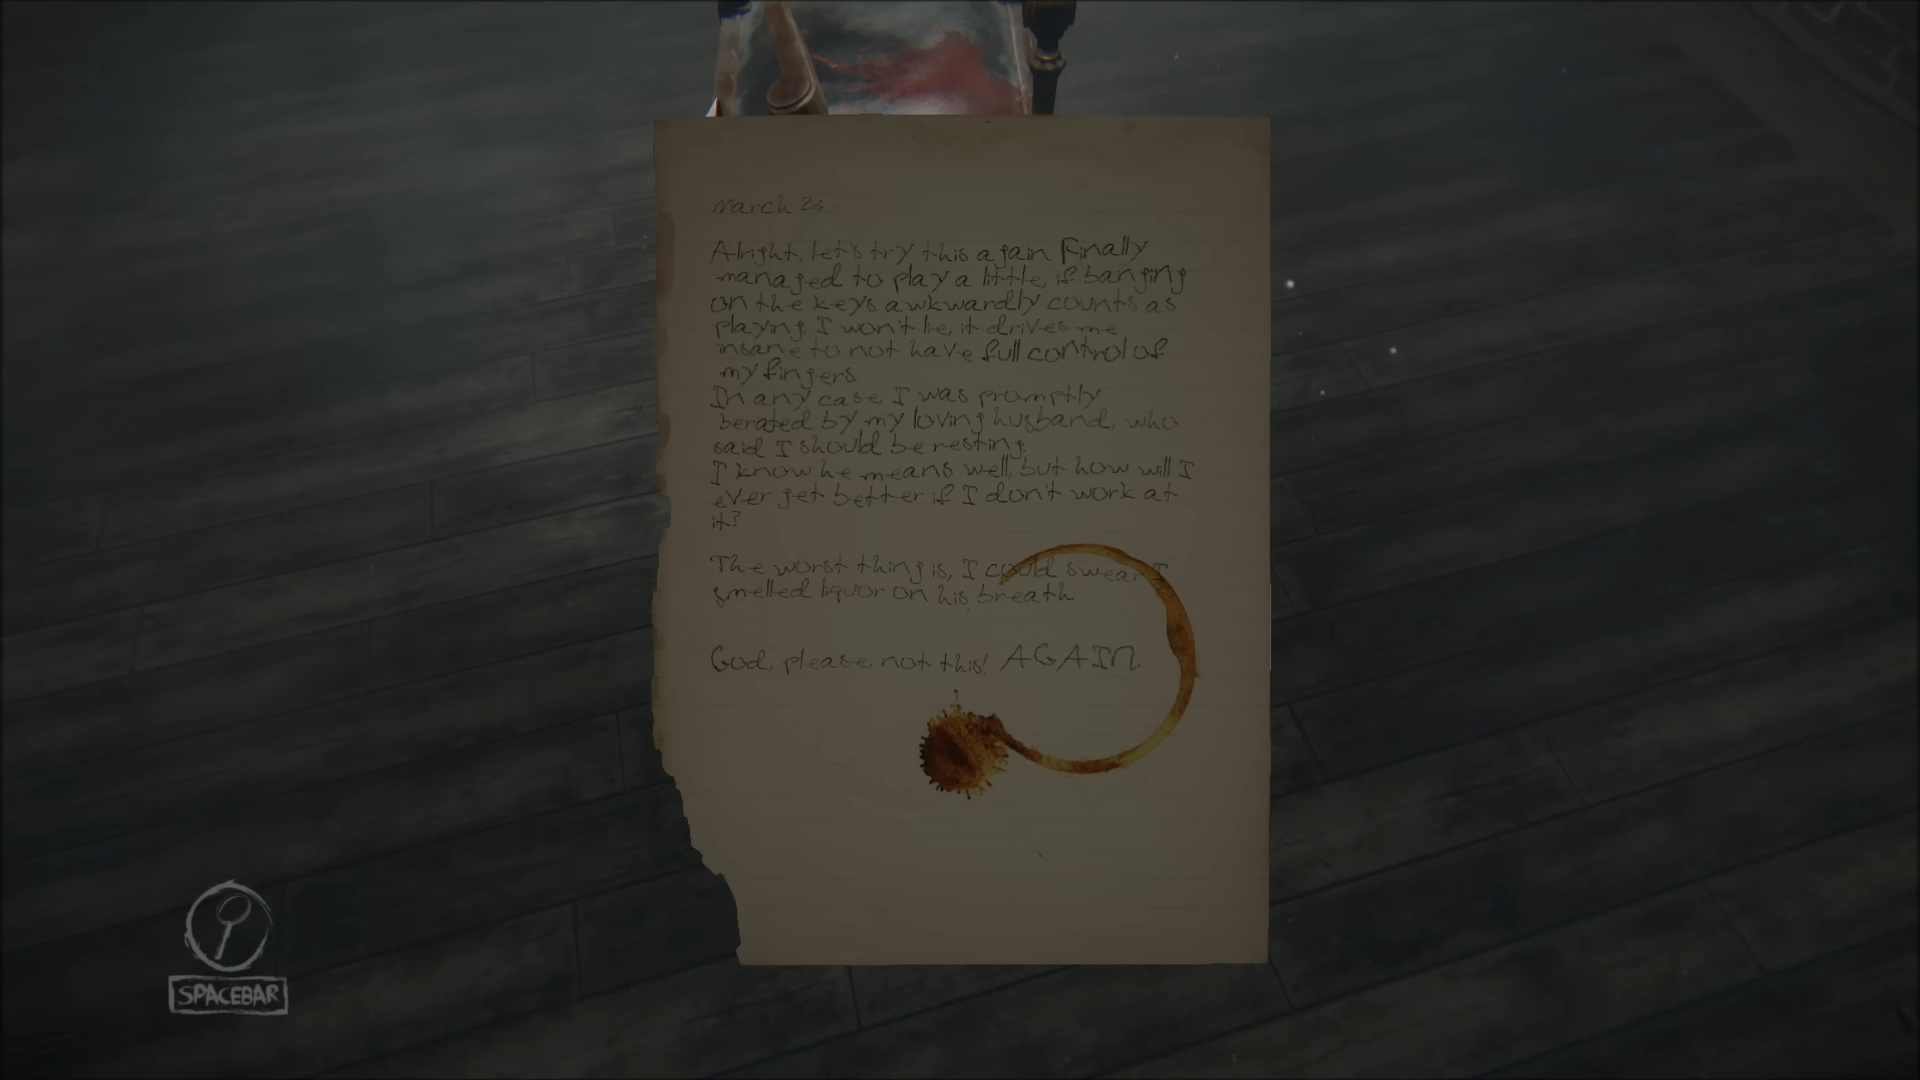 March 24
Alright, let's try this again. Finally
managed to play a little, if banging
on the keys awkwardly counts as
playing. I won't lie, it drives me
insane to not have full control of
my fingers.
In any case, I was promptly
berated by my loving husband, who
said I should be resting.
I know he means well, but how will I
ever get better if I don't work at
it?
The worst thing is, I could swear I
smelled liquor on his breath.
God, please, not this! AGAIN.
SPACEBAR